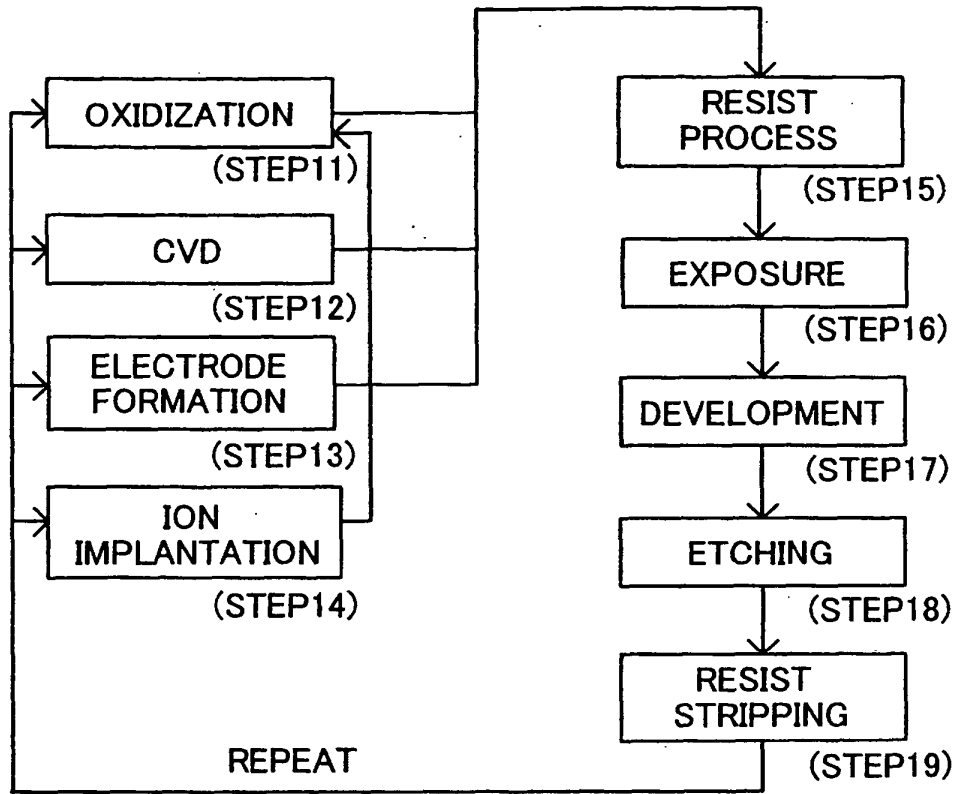 OXIDIZATION
(STEP11)
CVD
(STEP12)
ELECTRODE
FORMATION
(STEP13)
ION
IMPLANTATION
(STEP14)
RESIST
PROCESS
(STEP15)
EXPOSURE
(STEP16)
DEVELOPMENT
(STEP17)
ETCHING
(STEP18)
RESIST
STRIPPING
(STEP19)
REPEAT